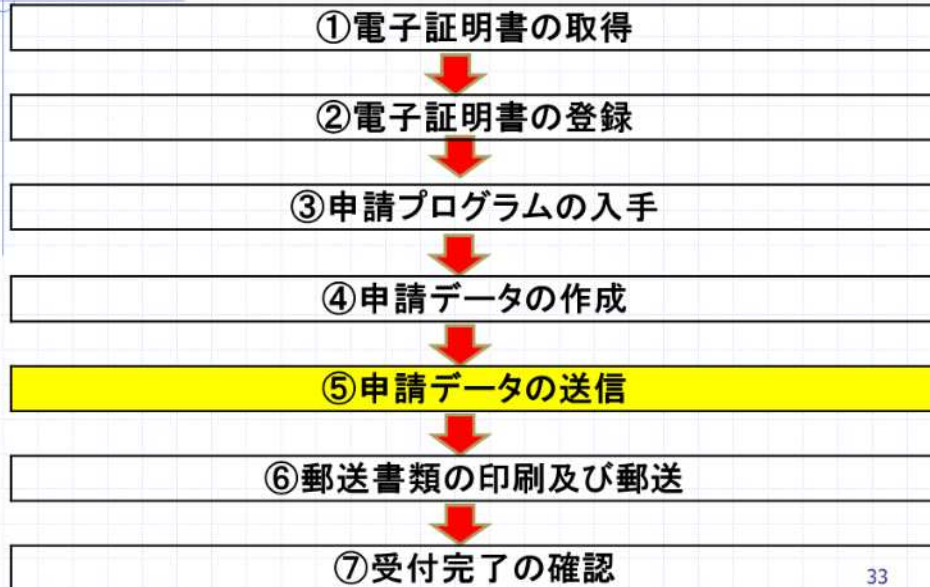 ①電子証明書の取得
②電子証明書の登録
③申請プログラムの入手
④申請データの作成
⑤申請データの送信
⑥郵送書類の印刷及び郵送
⑦受付完了の確認
33